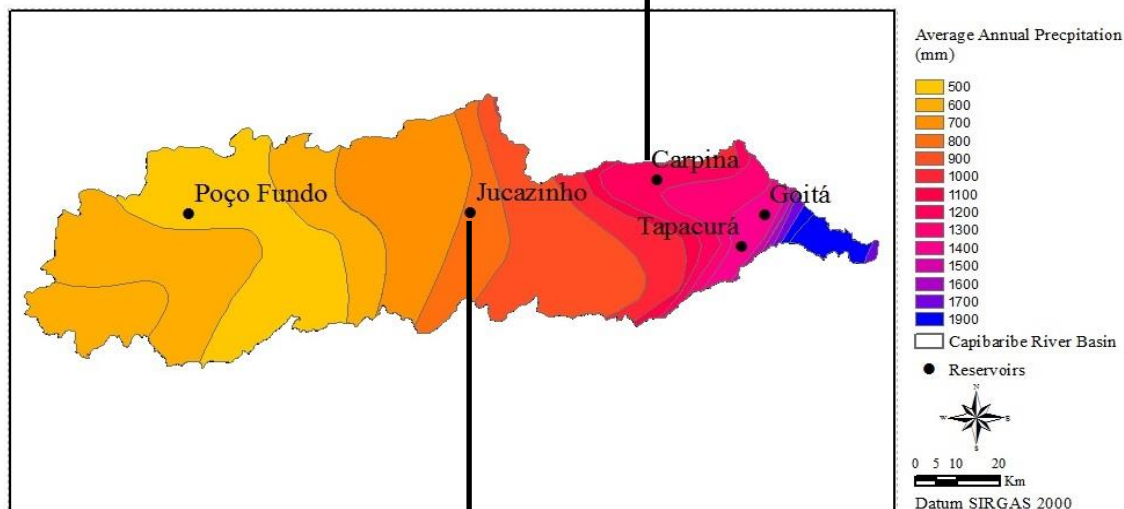 Average Annual Precpitation
(mm)
500
600
700
800
900
1000
1100
1200
1300
1400
1500
1600
1700
1900
Capibaribe River Basin
Reservoirs
N
W
S
0 5 10 20
Km
Datum SIRGAS 2000
Carpina
Poço Fundo
Jucazinho
Goitá
Tapacurá